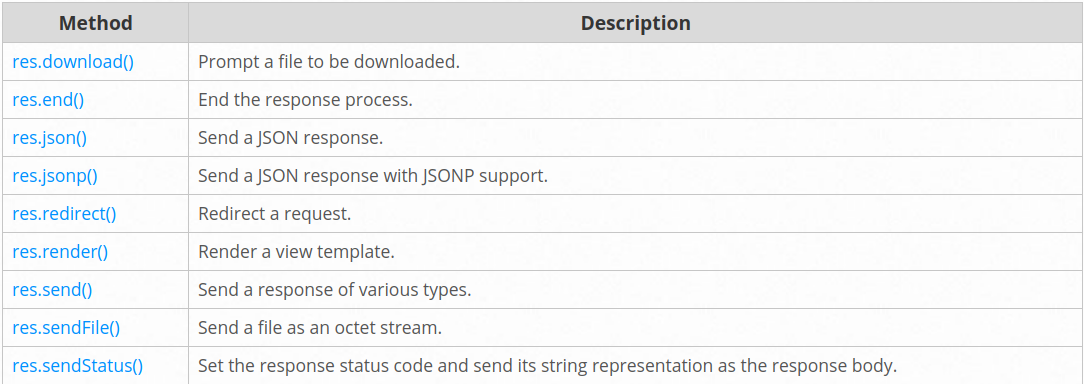 Method Description
res.download() Prompt a file to be downloaded.
res.end() End the response process.
res.json() Send a JSON response.
res.jsonp() Send a JSON response with JSONP support.
res.redirect() Redirect a request.
res.render() Render a view template.
res.send() Send a response of various types.
res.sendFile() Send a file as an octet stream.
res.sendStatus() Set the response status code and send its string representation as the response body.